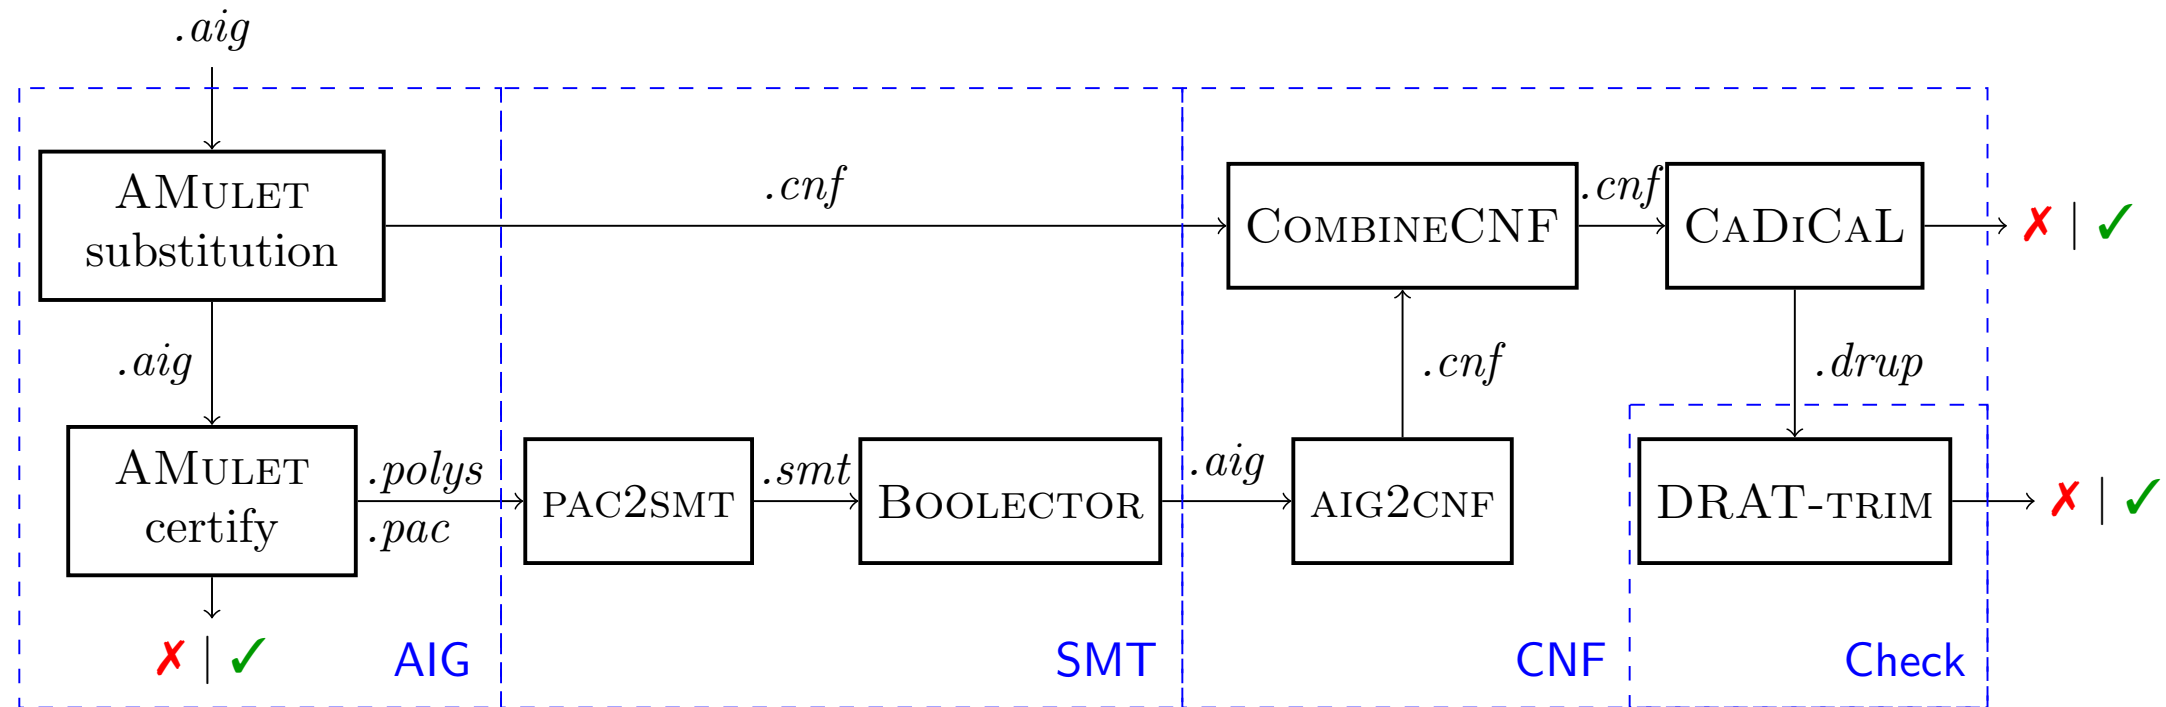 .aig
AMULET
substitution
.cnf
COMBINECNF
.cnf
CADICAL
✗ | ✓
.aig
.cnf
.drup
AMULET
certify
.polys
.pac
PAC2SMT
.smt
BOOLECTOR
.aig
AIG2CNF
DRAT-TRIM
✗ | ✓
✗ | ✓
AIG
SMT
CNF
Check